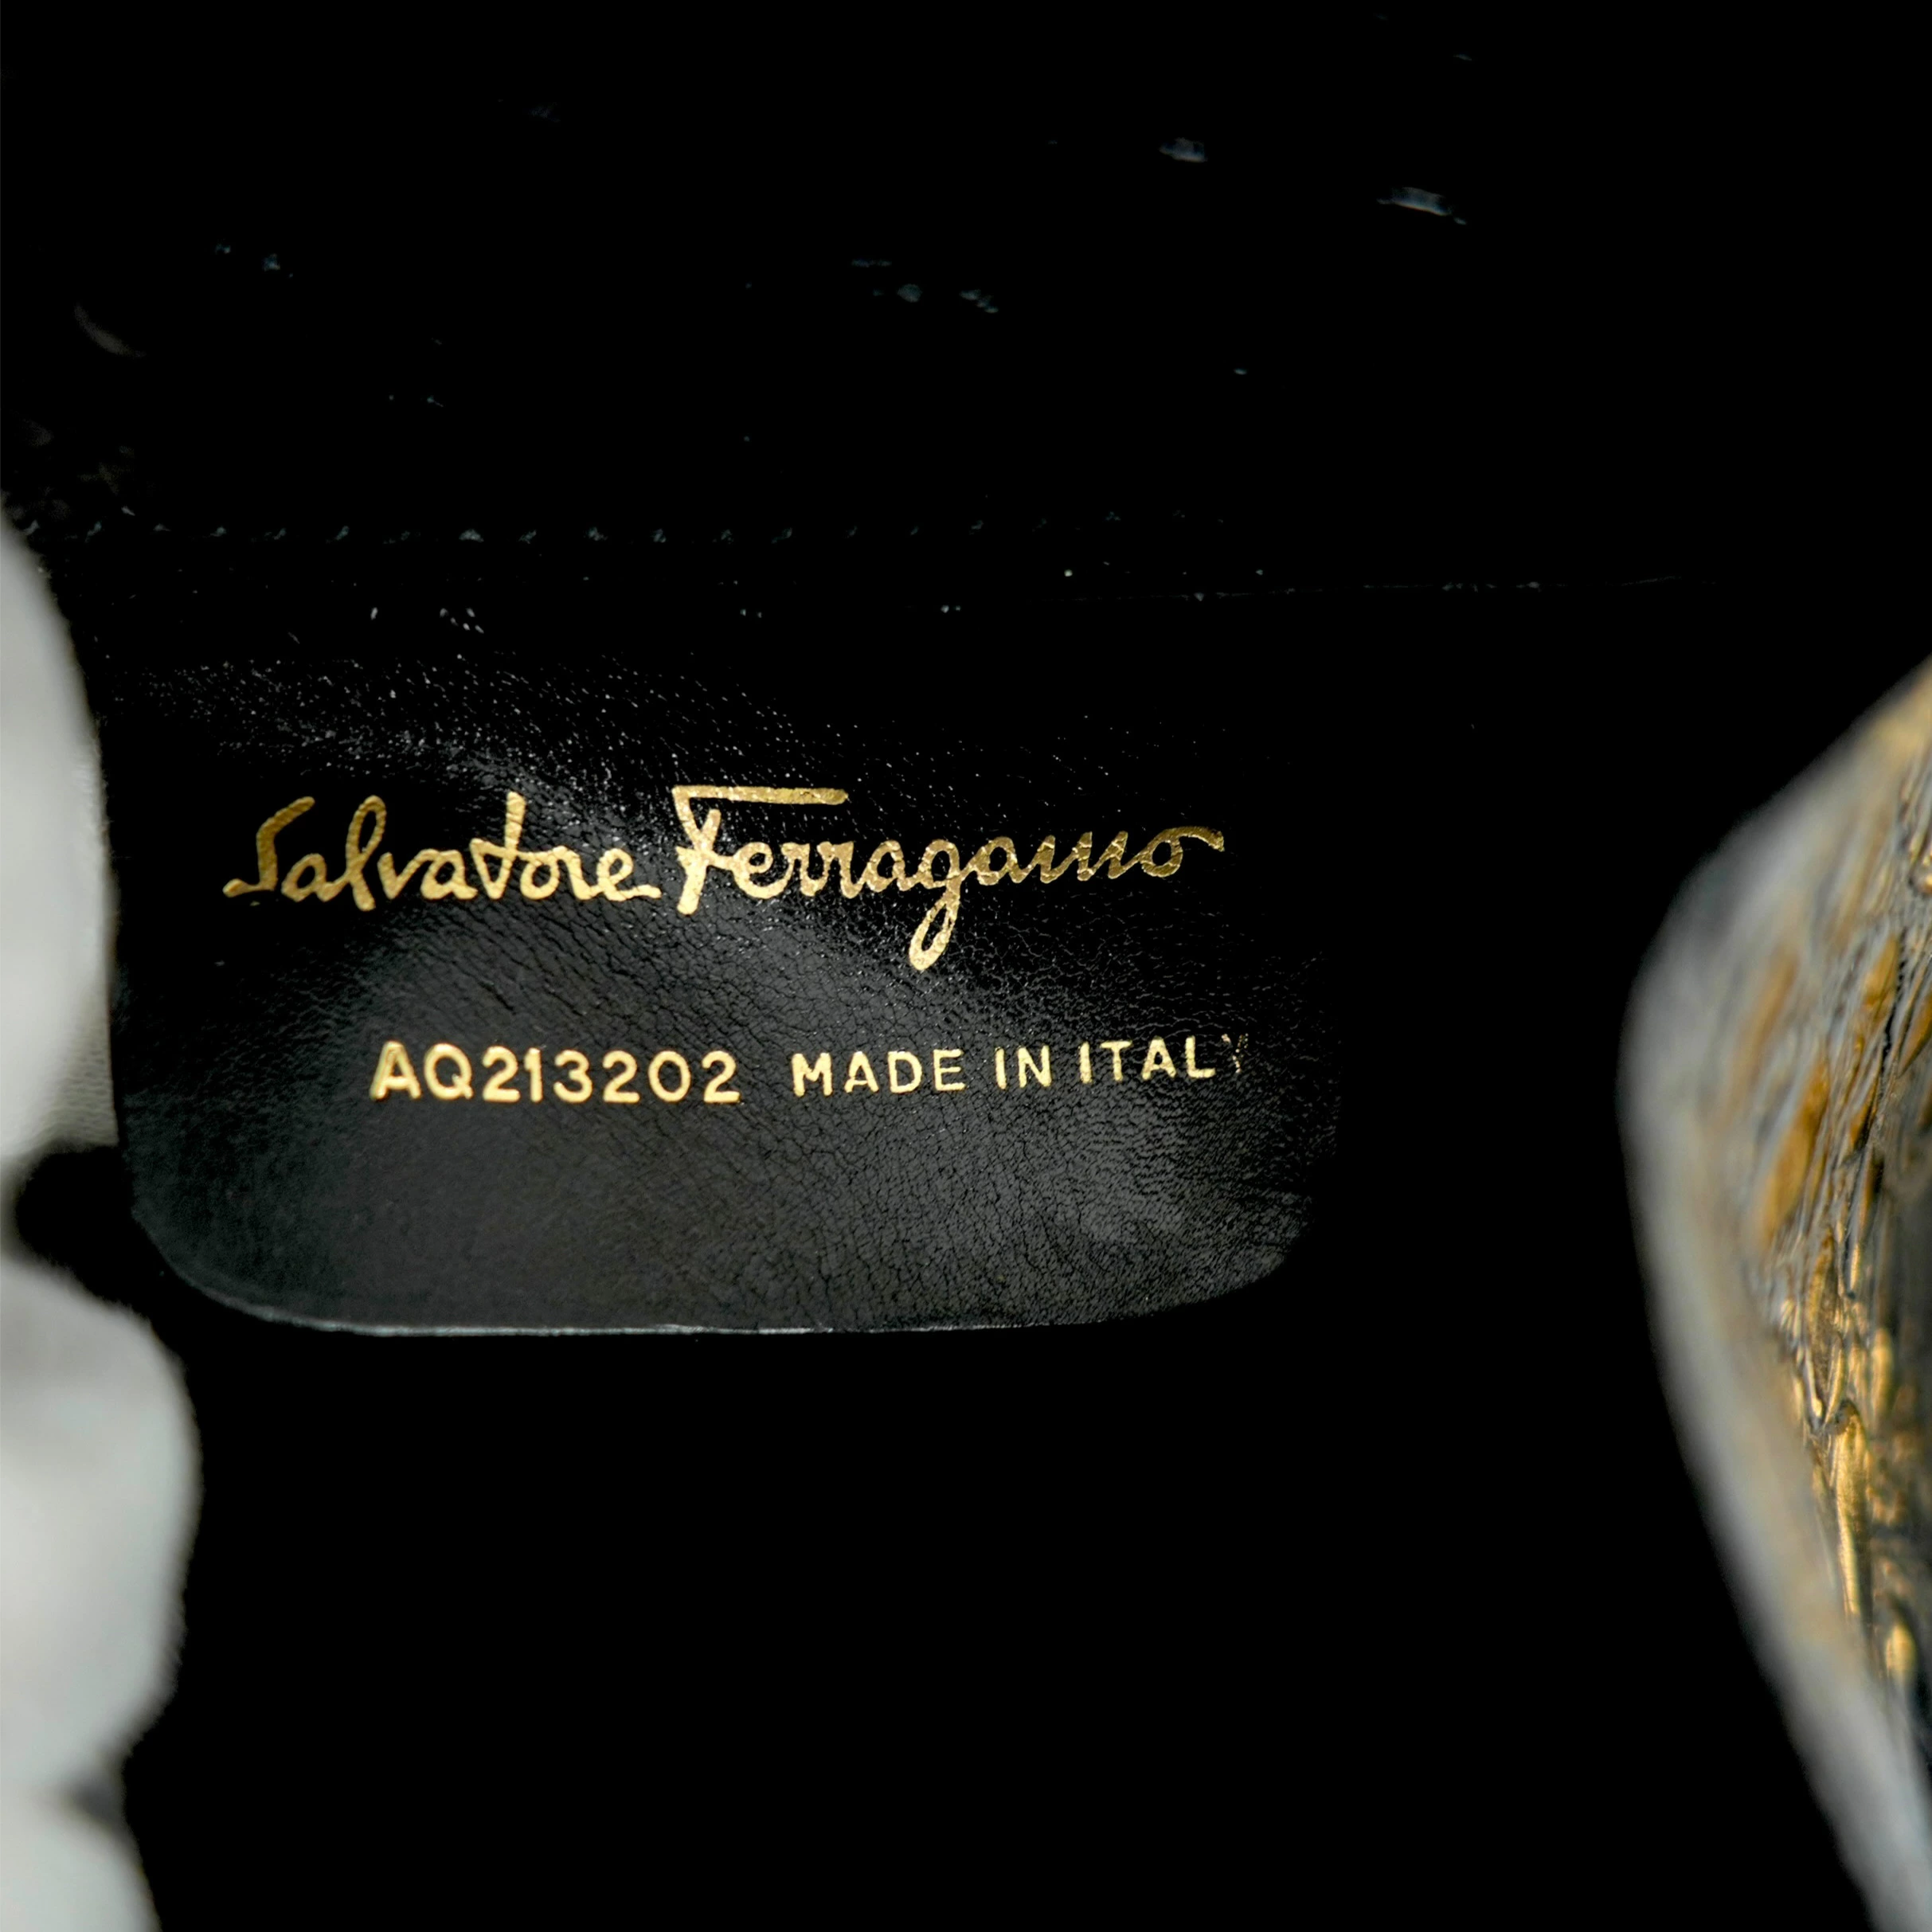 Salvatore Ferragamo
AQ213202 MADE IN ITALY